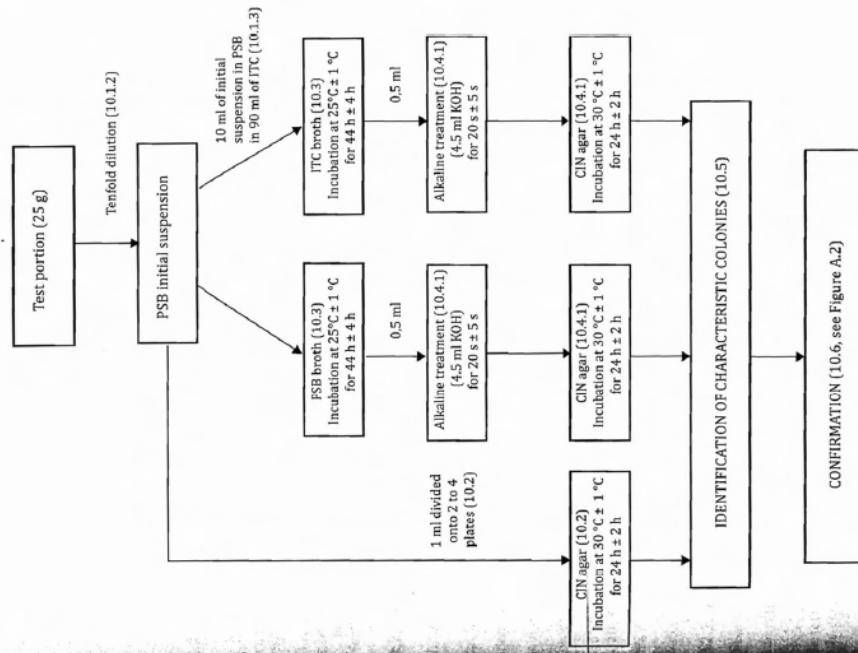 Test portion (25 g)
Tenfold dilution (10.1.2)
PSB initial suspension
10 ml of initial
suspension in PSB
in 90 ml of ITC (10.1.3)
PSB broth (10.3)
Incubation at 25°C ± 1 °C
for 44 h ± 4 h
ITC broth (10.3)
Incubation at 25°C ± 1 °C
for 44 h ± 4 h
0,5 ml
0,5 ml
Alkaline treatment (10.4.1)
(4.5 ml KOH)
for 20 s ± 5 s
Alkaline treatment (10.4.1)
(4.5 ml KOH)
for 20 s ± 5 s
1 ml divided
onto 2 to 4
plates (10.2)
CIN agar (10.2)
Incubation at 30 °C ± 1 °C
for 24 h ± 2 h
CIN agar (10.4.1)
Incubation at 30 °C ± 1 °C
for 24 h ± 2 h
CIN agar (10.4.1)
Incubation at 30 °C ± 1 °C
for 24 h ± 2 h
IDENTIFICATION OF CHARACTERISTIC COLONIES (10.5)
CONFIRMATION (10.6, see Figure A.2)